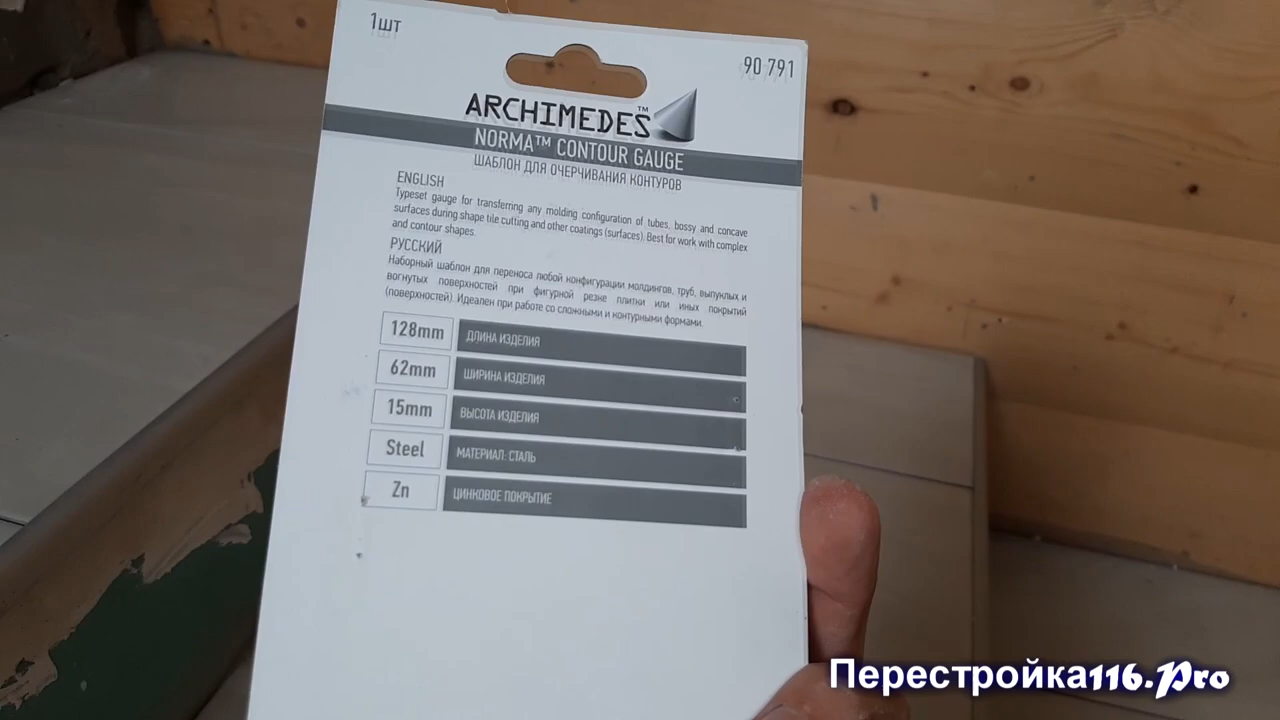 1шт
90 791
ARCHIMEDES™
NORMA™ CONTOUR GAUGE
ШАБЛОН ДЛЯ ОЧЕРЧИВАНИЯ КОНТУРОВ
ENGLISH
Typeset gauge for transferring any molding configuration of tubes, bossy and concave
surfaces during shape tile cutting and other coatings (surfaces). Best for work with complex
and contour shapes.
РУССКИЙ
Наборный шаблон для переноса любой конфигурации молдингов, труб, выпуклых и
вогнутых поверхностей при фигурной резке плитки или иных покрытий
(поверхностей). Идеален при работе со сложными и контурными формами.
128mm ДЛИНА ИЗДЕЛИЯ
62mm ШИРИНА ИЗДЕЛИЯ
15mm ВЫСОТА ИЗДЕЛИЯ
Steel МАТЕРИАЛ: СТАЛЬ
Zn ЦИНКОВОЕ ПОКРЫТИЕ
Перестройка116.Pro